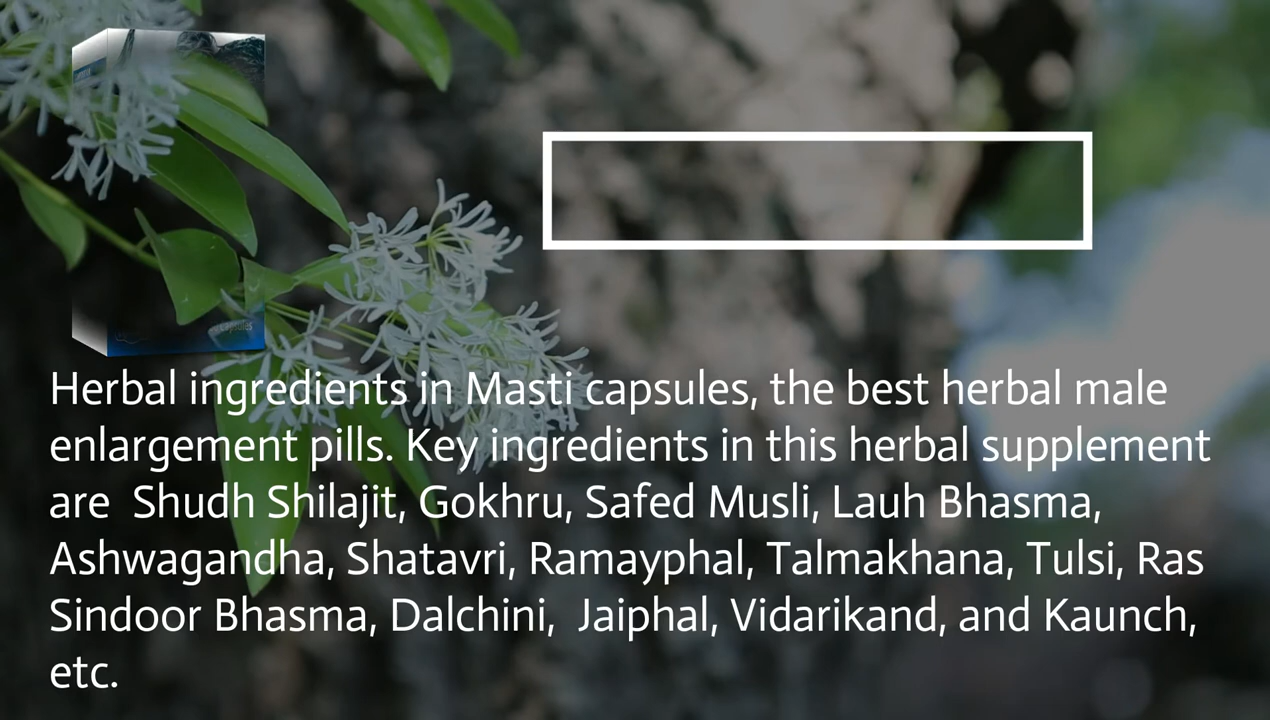 Capsules
Herbal ingredients in Masti capsules, the best herbal male
enlargement pills. Key ingredients in this herbal supplement
are  Shudh Shilajit, Gokhru, Safed Musli, Lauh Bhasma,
Ashwagandha, Shatavri, Ramayphal, Talmakhana, Tulsi, Ras
Sindoor Bhasma, Dalchini,  Jaiphal, Vidarikand, and Kaunch,
etc.